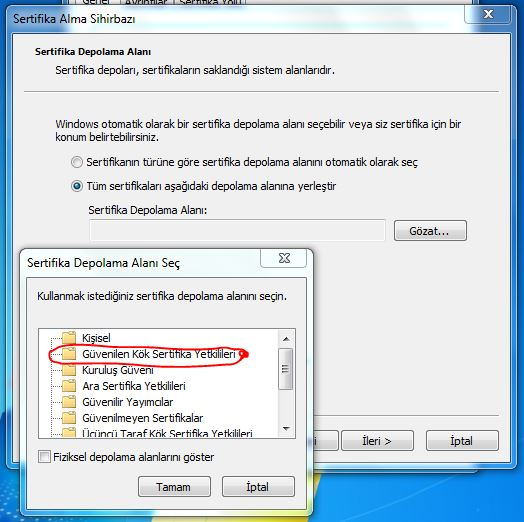 Genel Ayrıntılar Sertifika Yolu
Sertifika Alma Sihirbazı
Sertifika Depolama Alanı
Sertifika depoları, sertifikaların saklandığı sistem alanlarıdır.
Windows otomatik olarak bir sertifika depolama alanı seçebilir veya siz sertifika için bir
konum belirtebilirsiniz.
Sertifikanın türüne göre sertifika depolama alanını otomatik olarak seç
Tüm sertifikaları aşağıdaki depolama alanına yerleştir
Sertifika Depolama Alanı:
Gözat...
Sertifika Depolama Alanı Seç
Kullanmak istediğiniz sertifika depolama alanını seçin.
Kişisel
Güvenilen Kök Sertifika Yetkilileri
Kuruluş Güveni
Ara Sertifika Yetkilileri
Güvenilir Yayımcılar
Güvenilmeyen Sertifikalar
Üçüncü Taraf Kök Sertifika Yetkilileri
Fiziksel depolama alanlarını göster
Tamam
İptal
İleri >
İptal